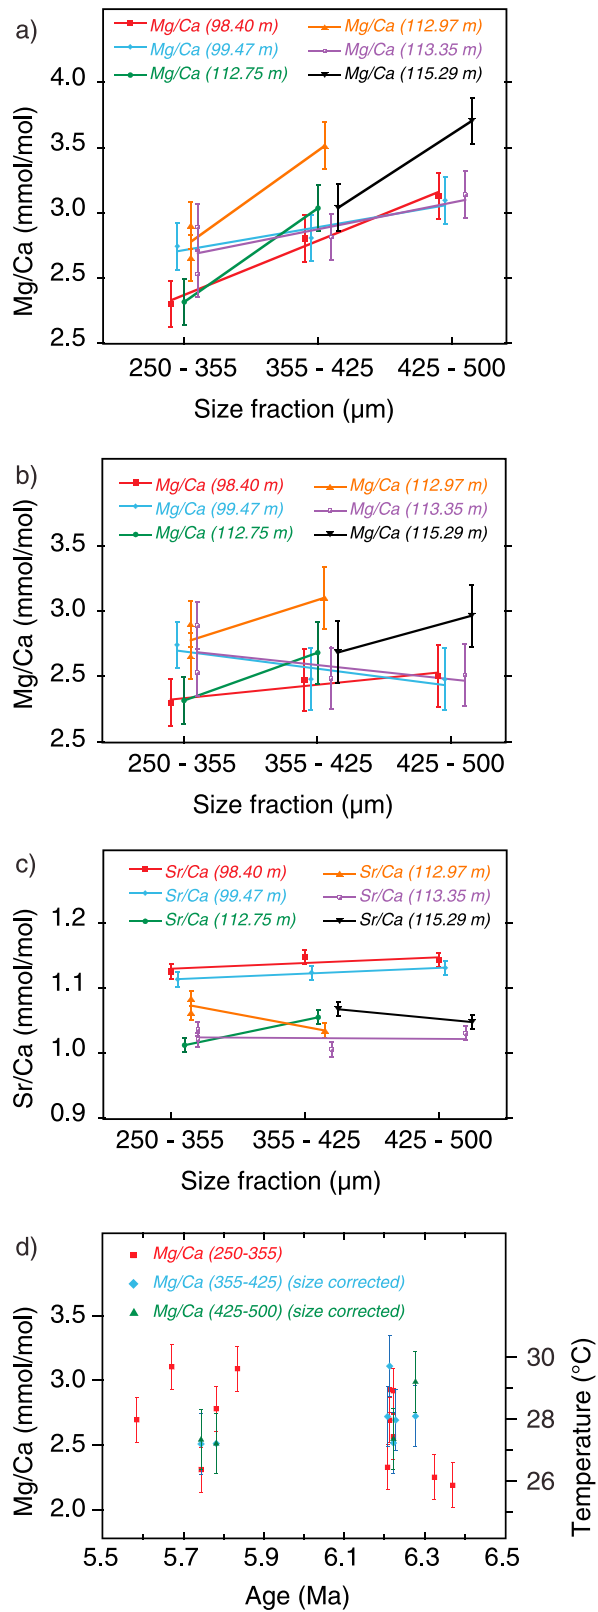 a)
Mg/Ca (98.40 m) Mg/Ca (112.97 m)
Mg/Ca (99.47 m) Mg/Ca (113.35 m)
Mg/Ca (112.75 m) Mg/Ca (115.29 m)
4.0
3.5
3.0
2.5
2.5
Mg/Ca (mmol/mol)
250 - 355 355 - 425 425 - 500
Size fraction (µm)
b)
Mg/Ca (98.40 m) Mg/Ca (112.97 m)
Mg/Ca (99.47 m) Mg/Ca (113.35 m)
Mg/Ca (112.75 m) Mg/Ca (115.29 m)
3.5
3.0
2.5
2.5
Mg/Ca (mmol/mol)
250 - 355 355 - 425 425 - 500
Size fraction (µm)
c)
Sr/Ca (98.40 m) Sr/Ca (112.97 m)
Sr/Ca (99.47 m) Sr/Ca (113.35 m)
Sr/Ca (112.75 m) Sr/Ca (115.29 m)
1.2
1.1
1.0
0.9
Sr/Ca (mmol/mol)
250 - 355 355 - 425 425 - 500
Size fraction (µm)
d)
Mg/Ca (250-355)
Mg/Ca (355-425) (size corrected)
Mg/Ca (425-500) (size corrected)
3.5
3.0
2.5
2.0
Mg/Ca (mmol/mol)
30
28
26
Temperature (°C)
5.5 5.7 5.9 6.1 6.3 6.5
Age (Ma)